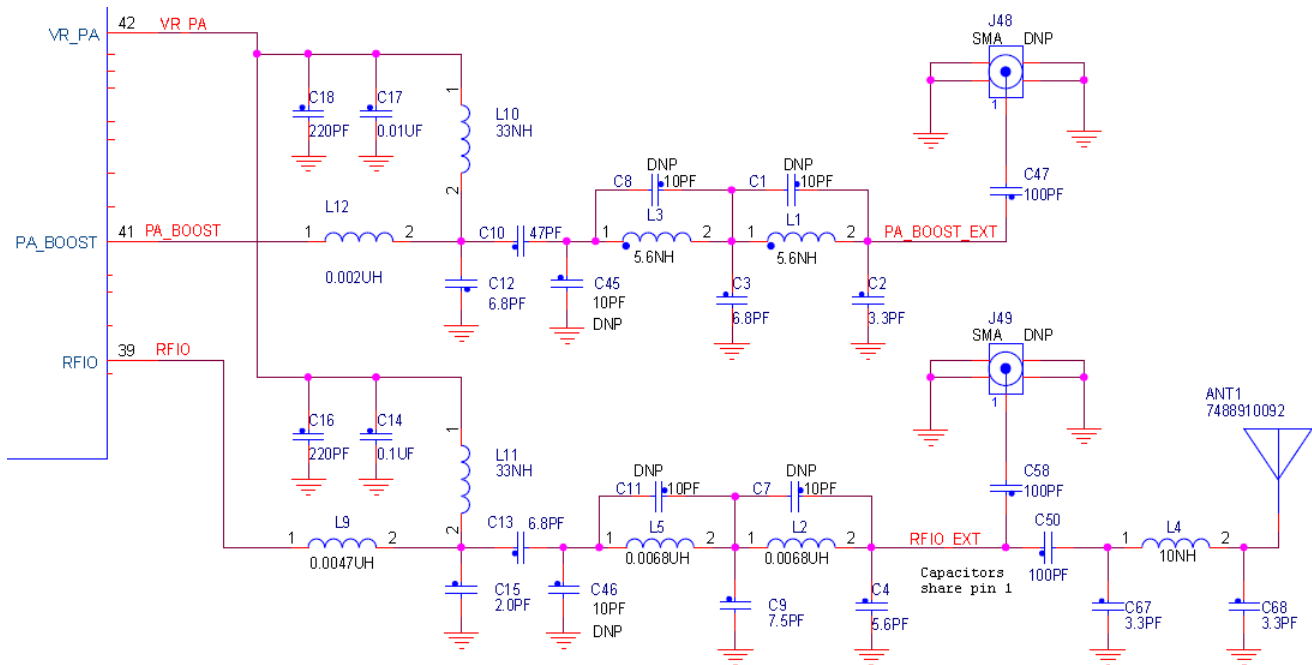 VR_PA
42
VR PA
C18
220PF
C17
0.01UF
1
L10
33NH
2
J48
SMA DNP
1
C47
100PF
DNP
C8
10PF
DNP
C1
10PF
PA_BOOST
41
PA_BOOST
1
L12
2
0.002UH
C10
47PF
1
L3
2
5.6NH
1
L1
2
5.6NH
PA_BOOST_EXT
C12
6.8PF
C45
10PF
DNP
C3
6.8PF
C2
3.3PF
RFIO
39
RFIO
J49
SMA DNP
1
C16
220PF
C14
0.1UF
1
L11
33NH
2
ANT1
7488910092
C58
100PF
DNP
C11
10PF
DNP
C7
10PF
1
L9
2
0.0047UH
C13
6.8PF
1
L5
2
0.0068UH
1
L2
2
0.0068UH
RFIO_EXT
C50
100PF
1
L4
2
10NH
Capacitors
share pin 1
C15
2.0PF
C46
10PF
DNP
C9
7.5PF
C4
5.6PF
C67
3.3PF
C68
3.3PF